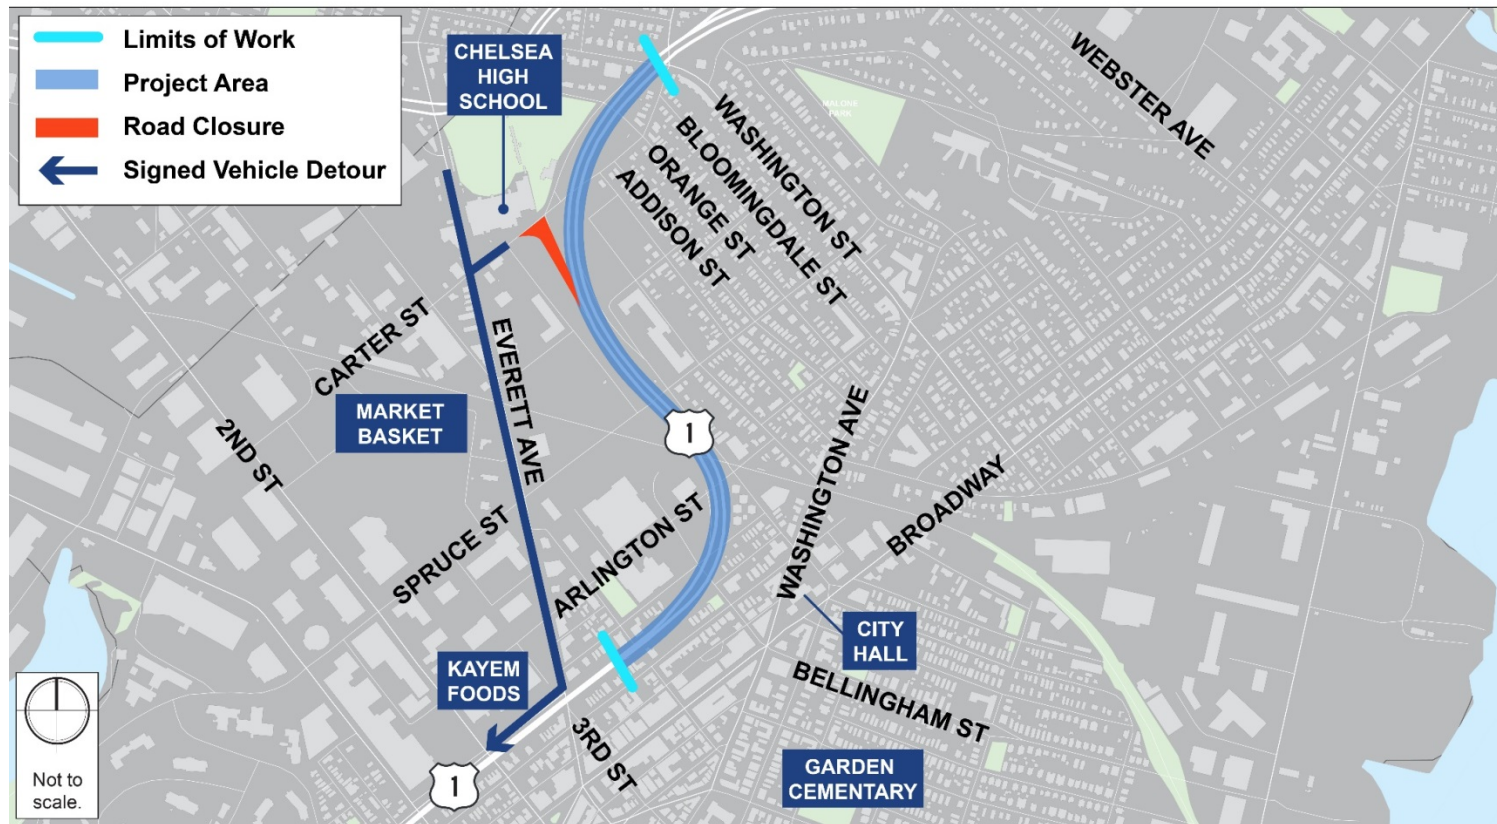 Limits of Work
Project Area
Road Closure
Signed Vehicle Detour
CHELSEA
HIGH
SCHOOL
WEBSTER AVE
MALONE
PARK
WASHINGTON ST
BLOOMINGDALE ST
ORANGE ST
ADDISON ST
CARTER ST
EVERETT AVE
MARKET
BASKET
2ND ST
1
WASHINGTON AVE
BROADWAY
SPRUCE ST
ARLINGTON ST
CITY
HALL
KAYEM
FOODS
BELLINGHAM ST
3RD ST
GARDEN
CEMENTARY
1
Not to
scale.